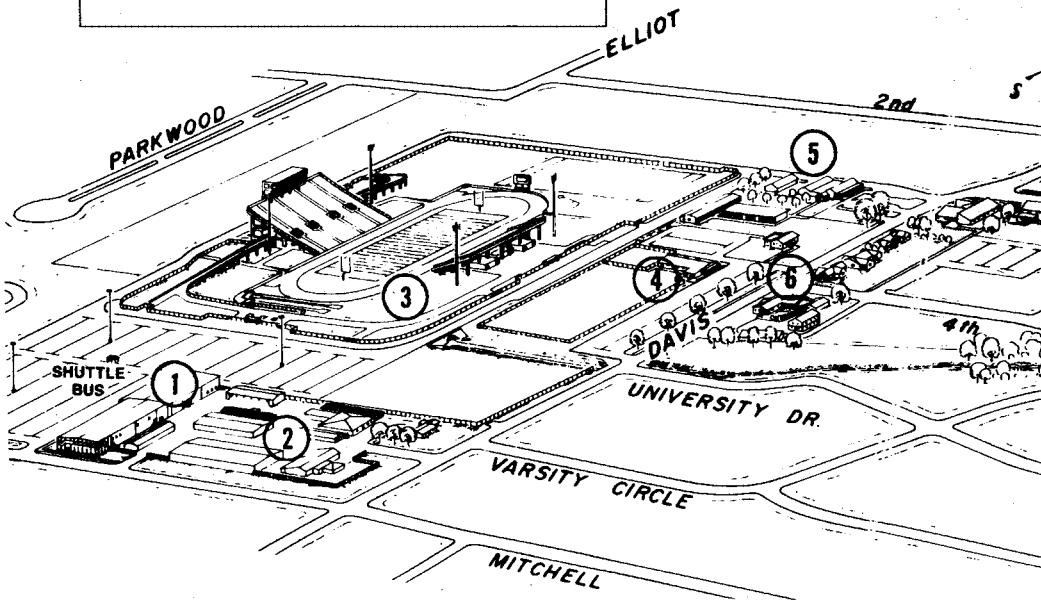 ELLIOT
S
2nd
PARKWOOD
5
4
6
3
DAVIS
4th
SHUTTLE
BUS
1
UNIVERSITY DR.
2
VARSITY CIRCLE
MITCHELL